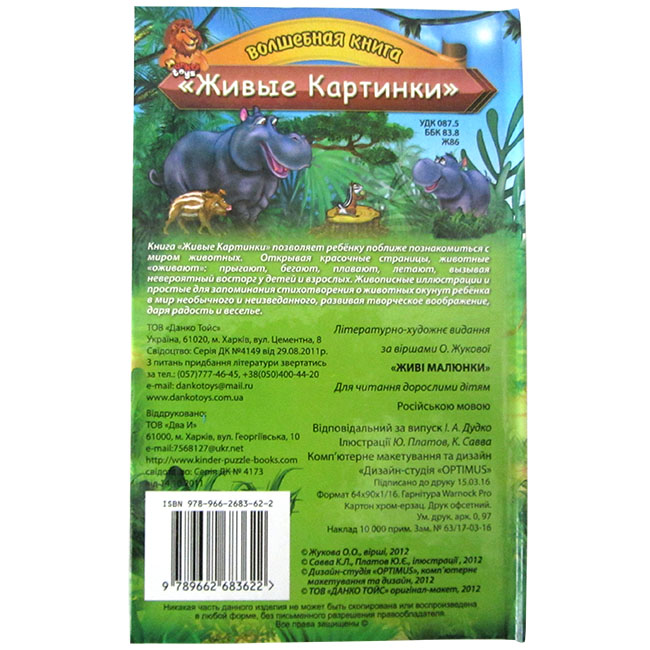 ВОЛШЕБНАЯ КНИГА
toys
«Живые Картинки»
УДК 087.5
ББК 83.8
Ж86
Книга «Живые Картинки» позволяет ребёнку поближе познакомиться с
миром животных. Открывая красочные страницы, животные
«оживают»: прыгают, бегают, плавают, летают, вызывая
невероятный восторг у детей и взрослых. Живописные иллюстрации и
простые для запоминания стихотворения о животных окунут ребёнка
в мир необычного и неизведанного, развивая творческое воображение,
даря радость и веселье.
ТОВ «Данко Тойс»
Україна, 61020, м. Харків, вул. Цементна, 8
Свідоцтво: Серія ДК №4149 від 29.08.2011р.
З питань придбання літератури звертатись
за тел.: (057)777-46-45, +38(050)400-44-20
e-mail: dankotoys@mail.ru
www.dankotoys.com.ua
Віддруковано:
ТОВ «Два И»
61000, м. Харків, вул. Георгіївська, 10
e-mail:7568127@ukr.net
http://www.kinder-puzzle-books.com
свідоцтво: Серія ДК № 4173
від 14.10.2011
Літературно-художнє видання
за віршами О. Жукової
«ЖИВІ МАЛЮНКИ»
Для читання дорослими дітям
Російською мовою
Відповідальний за випуск І. А. Дудко
Ілюстрації Ю. Платов, К. Савва
Комп'ютерне макетування та дизайн
«Дизайн-студія «OPTIMUS»
Підписано до друку 15.03.16
Формат 64х90х1/16. Гарнітура Warnock Pro
Картон хром-ерзац. Друк офсетний.
Ум. друк. арк. 0, 97
Наклад 10 000 прим. Зам. № 63/17-03-16
ISBN 978-966-2683-62-2
9 789662 683622 >
© Жукова О.О., вірші, 2012
© Савва К.Л., Платов Ю.Є., ілюстрації , 2012
© Дизайн-студія «OPTIMUS», комп'ютерне
макетування та дизайн, 2012
© ТОВ «ДАНКО ТОЙС» оригінал-макет, 2012
Никакая часть данного издания не может быть скопирована или воспроизведена
в любой форме, без письменного разрешения правообладателя.
Все права защищены ©